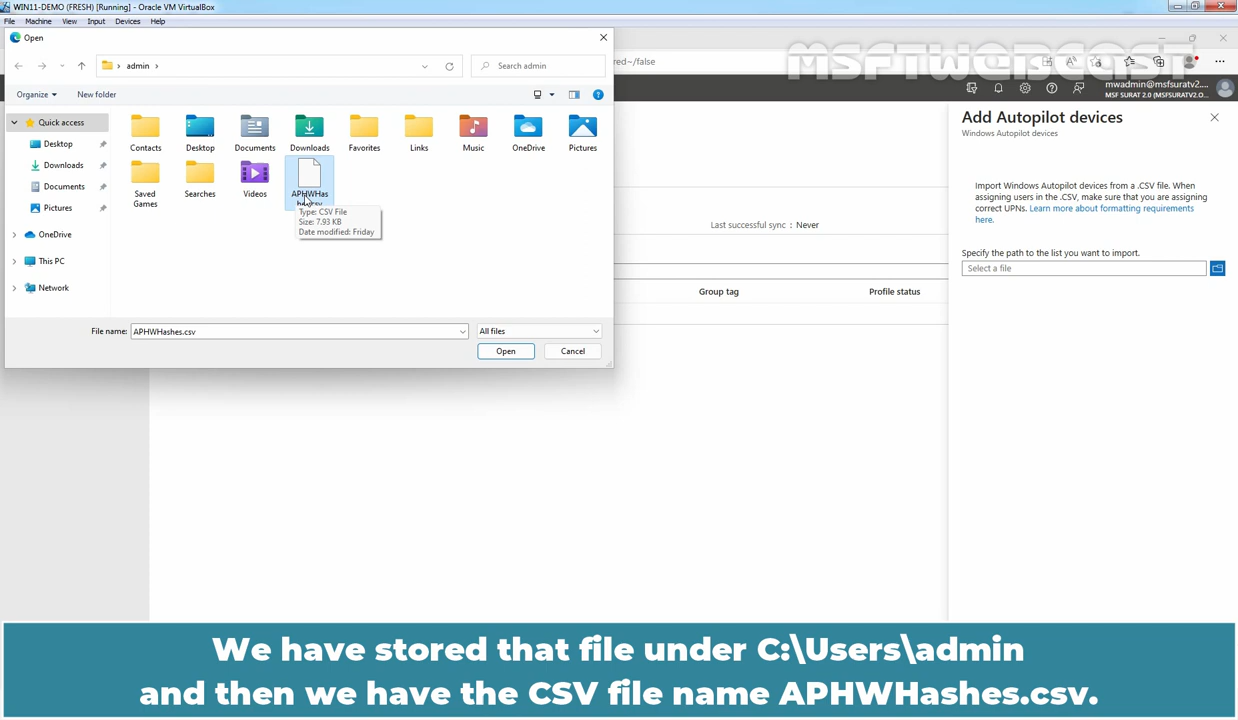 WIN11-DEMO (FRESH) [Running] - Oracle VM VirtualBox
File Machine View Input Devices Help
Open
MSFTWEBCAST
admin
Search admin
red~/false
Organize New folder
mwadmin@msfsuratv2....
MSF SURAT 2.0 (MSFSURATV2.O...
Quick access
Desktop
Downloads
Documents
Pictures
OneDrive
This PC
Network
Contacts Desktop Documents Downloads Favorites Links Music OneDrive Pictures
Saved Games Searches Videos APHWHas
Type: CSV File
Size: 7.93 KB
Date modified: Friday
File name: APHWHashes.csv All files
Open Cancel
Last successful sync : Never
Group tag Profile status
Add Autopilot devices
Windows Autopilot devices
Import Windows Autopilot devices from a .CSV file. When
assigning users in the .CSV, make sure that you are assigning
correct UPNs. Learn more about formatting requirements
here.
Specify the path to the list you want to import.
Select a file
We have stored that file under C:\Users\admin
and then we have the CSV file name APHWHashes.csv.